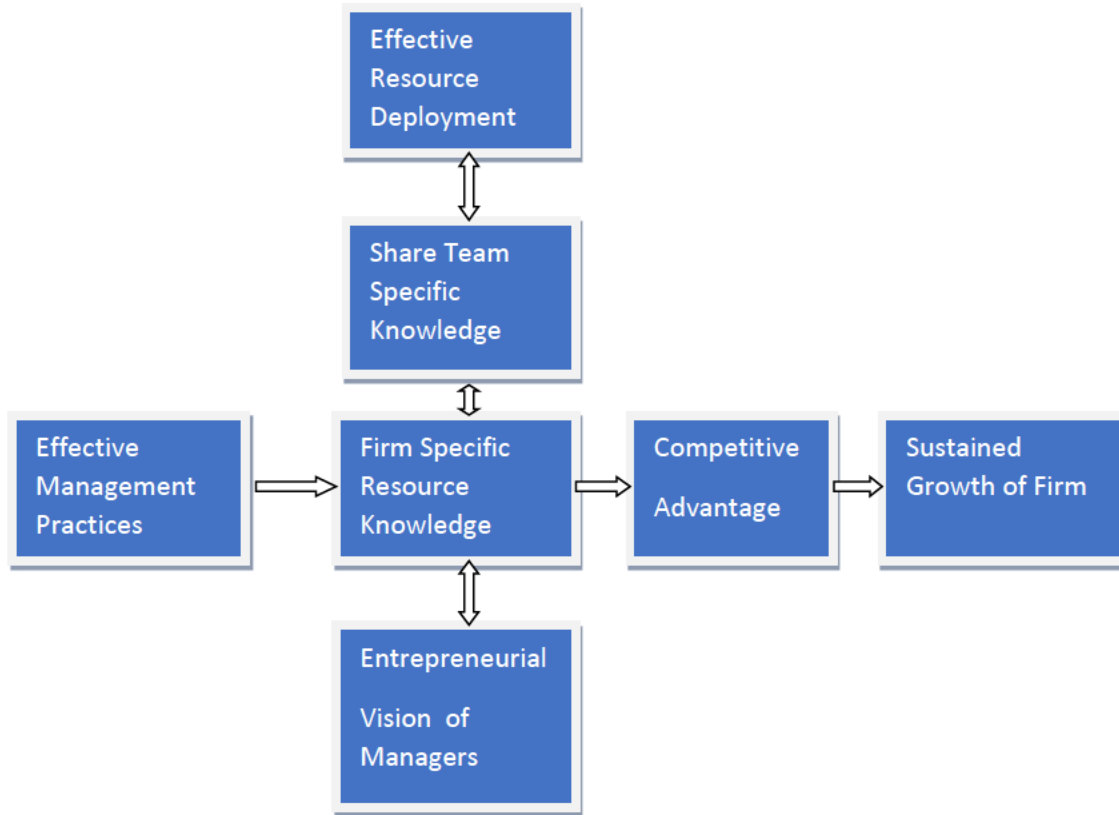 Effective
Resource
Deployment
Share Team
Specific
Knowledge
Effective
Management
Practices
Firm Specific
Resource
Knowledge
Competitive
Advantage
Sustained
Growth of Firm
Entrepreneurial
Vision of
Managers